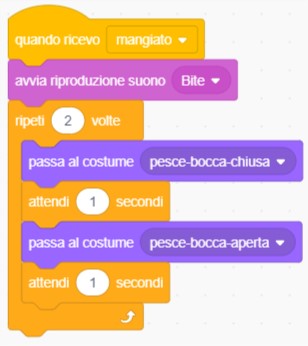 quando ricevo mangiato
avvia riproduzione suono Bite
ripeti 2 volte
passa al costume pesce-bocca-chiusa
attendi 1 secondi
passa al costume pesce-bocca-aperta
attendi 1 secondi